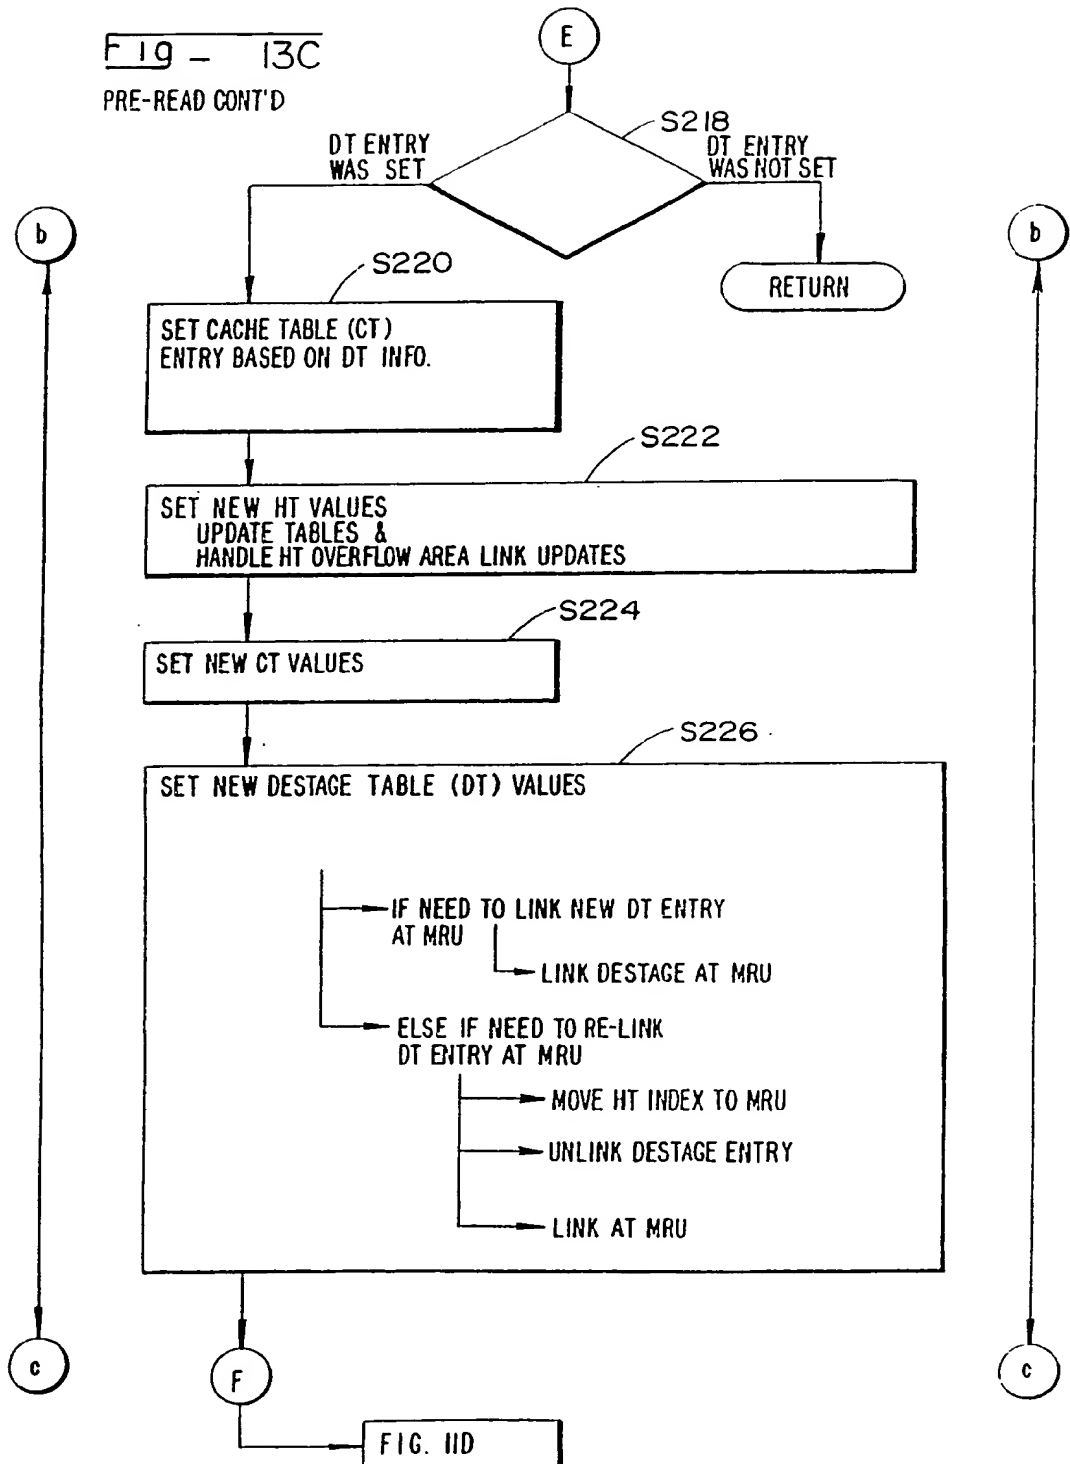 Fig - 13C
E
PRE-READ CONT'D
S218
DT ENTRY
WAS SET
DT ENTRY
WAS NOT SET
b
b
RETURN
S220
SET CACHE TABLE (CT)
ENTRY BASED ON DT INFO.
S222
SET NEW HT VALUES
UPDATE TABLES &
HANDLE HT OVERFLOW AREA LINK UPDATES
S224
SET NEW CT VALUES
S226
SET NEW DESTAGE TABLE (DT) VALUES
IF NEED TO LINK NEW DT ENTRY
AT MRU
LINK DESTAGE AT MRU
ELSE IF NEED TO RE-LINK
DT ENTRY AT MRU
MOVE HT INDEX TO MRU
UNLINK DESTAGE ENTRY
LINK AT MRU
c
F
c
FIG. 11D